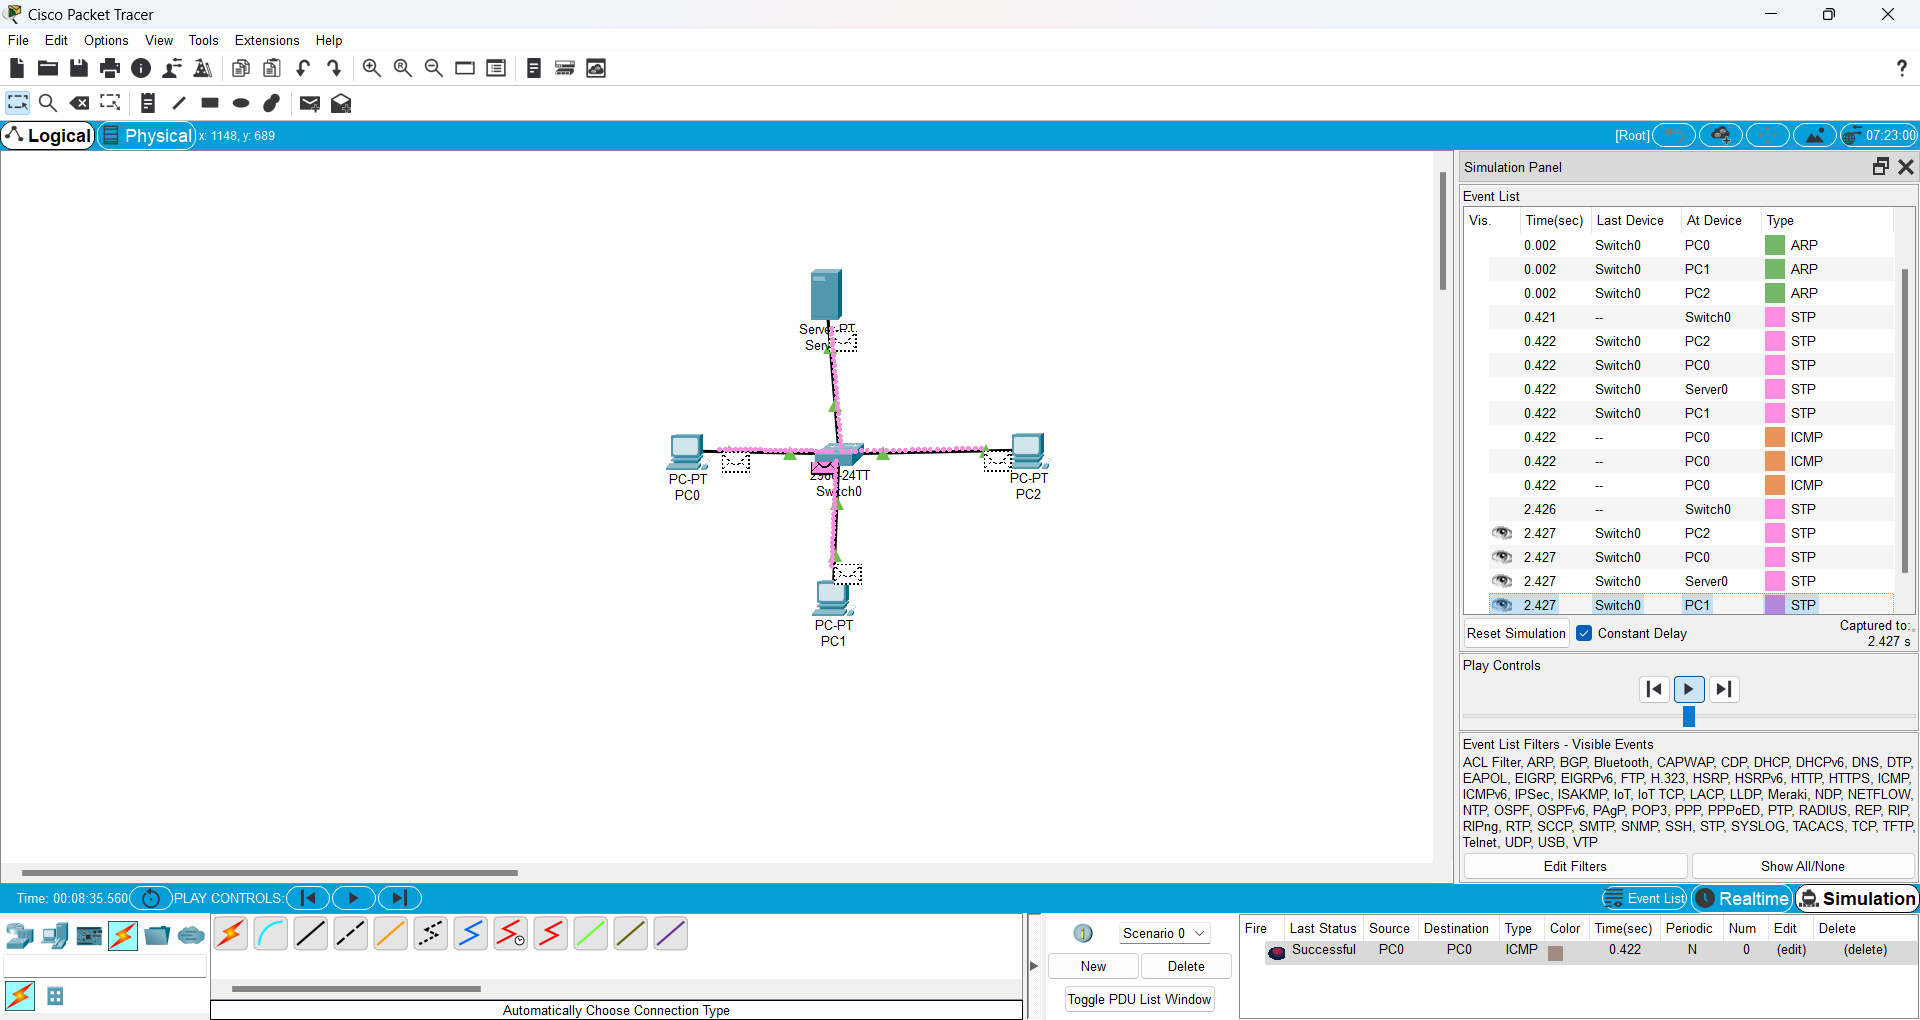 Cisco Packet Tracer
File Edit Options View Tools Extensions Help
Logical Physical x: 1148, y: 689 [Root] 07:23:00
Simulation Panel
Event List
Vis. Time(sec) Last Device At Device Type
0.002 Switch0 PC0 ARP
0.002 Switch0 PC1 ARP
0.002 Switch0 PC2 ARP
0.421 -- Switch0 STP
0.422 Switch0 PC2 STP
0.422 Switch0 PC0 STP
0.422 Switch0 Server0 STP
0.422 Switch0 PC1 STP
0.422 -- PC0 ICMP
0.422 -- PC0 ICMP
0.422 -- PC0 ICMP
2.426 -- Switch0 STP
2.427 Switch0 PC2 STP
2.427 Switch0 PC0 STP
2.427 Switch0 Server0 STP
2.427 Switch0 PC1 STP
Reset Simulation Constant Delay Captured to:
2.427 s
Play Controls
Event List Filters - Visible Events
ACL Filter, ARP, BGP, Bluetooth, CAPWAP, CDP, DHCP, DHCPv6, DNS, DTP,
EAPOL, EIGRP, EIGRPv6, FTP, H.323, HSRP, HSRPv6, HTTP, HTTPS, ICMP,
ICMPv6, IPSec, ISAKMP, IoT, IoT TCP, LACP, LLDP, Meraki, NDP, NETFLOW,
NTP, OSPF, OSPFv6, PAgP, POP3, PPP, PPPoED, PTP, RADIUS, REP, RIP,
RIPng, RTP, SCCP, SMTP, SNMP, SSH, STP, SYSLOG, TACACS, TCP, TFTP,
Telnet, UDP, USB, VTP
Edit Filters Show All/None
PC-PT
PC0
24TT
Switch0
PC-PT
PC2
PC-PT
PC1
Time: 00:08:35.560 PLAY CONTROLS: Event List Realtime Simulation
Automatically Choose Connection Type
Scenario 0
New Delete
Toggle PDU List Window
Fire Last Status Source Destination Type Color Time(sec) Periodic Num Edit Delete
Successful PC0 PC0 ICMP 0.422 N 0 (edit) (delete)